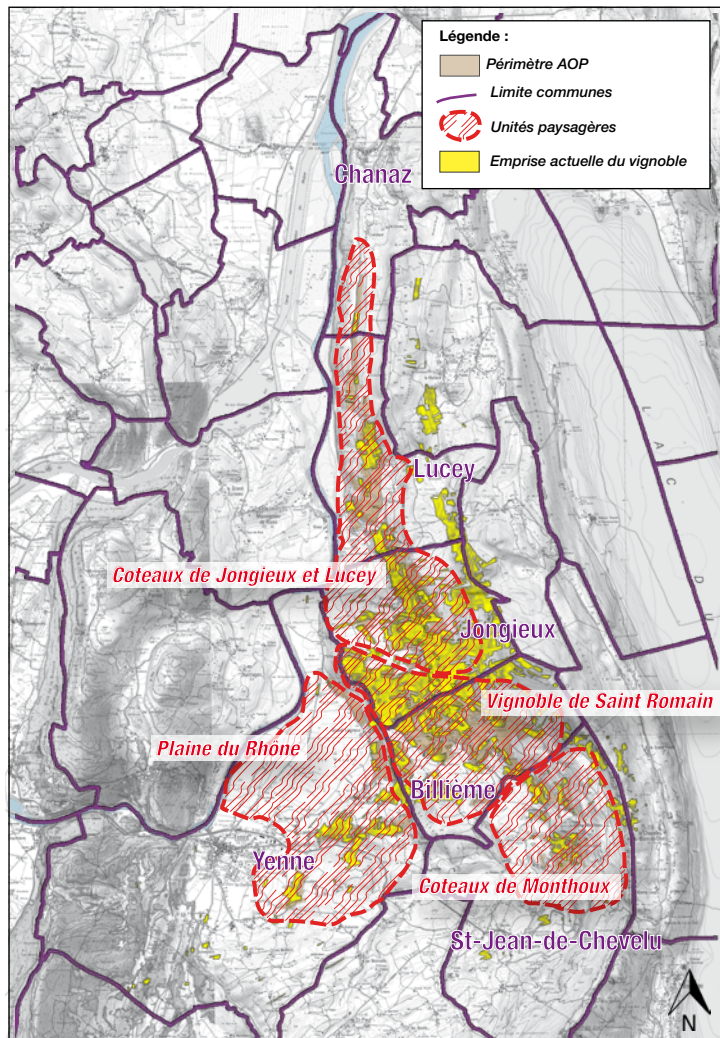 Légende :
Périmètre AOP
Limite communes
Unités paysagères
Emprise actuelle du vignoble
Chanaz
Lucey
Coteaux de Jongieux et Lucey
Jongieux
Vignoble de Saint Romain
Plaine du Rhône
Billième
Yenne
Coteaux de Monthoux
St-Jean-de-Chevelu
L
A
C
D
U
N